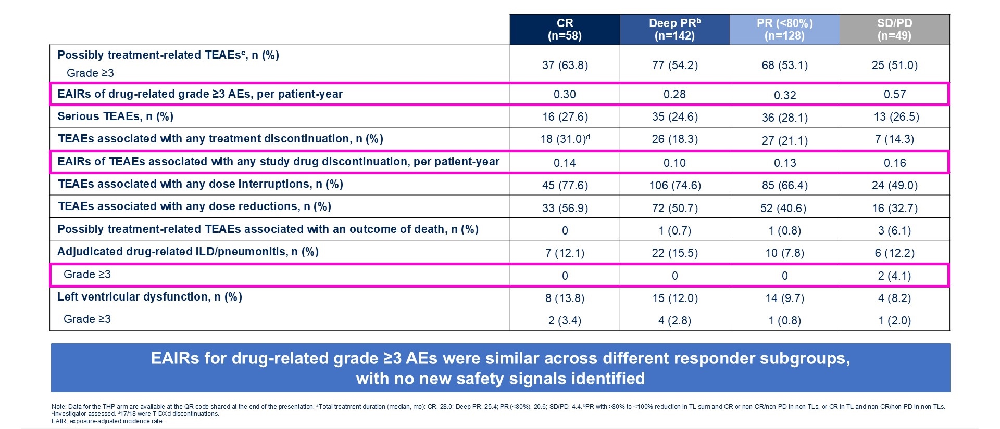 CR Deep PRᵇ PR (<80%) SD/PD
(n=58) (n=142) (n=128) (n=49)
Possibly treatment-related TEAEsᶜ, n (%)
Grade ≥3 37 (63.8) 77 (54.2) 68 (53.1) 25 (51.0)
EAIRs of drug-related grade ≥3 AEs, per patient-year 0.30 0.28 0.32 0.57
Serious TEAEs, n (%) 16 (27.6) 35 (24.6) 36 (28.1) 13 (26.5)
TEAEs associated with any treatment discontinuation, n (%) 18 (31.0)ᵈ 26 (18.3) 27 (21.1) 7 (14.3)
EAIRs of TEAEs associated with any study drug discontinuation, per patient-year 0.14 0.10 0.13 0.16
TEAEs associated with any dose interruptions, n (%) 45 (77.6) 106 (74.6) 85 (66.4) 24 (49.0)
TEAEs associated with any dose reductions, n (%) 33 (56.9) 72 (50.7) 52 (40.6) 16 (32.7)
Possibly treatment-related TEAEs associated with an outcome of death, n (%) 0 1 (0.7) 1 (0.8) 3 (6.1)
Adjudicated drug-related ILD/pneumonitis, n (%) 7 (12.1) 22 (15.5) 10 (7.8) 6 (12.2)
Grade ≥3 0 0 0 2 (4.1)
Left ventricular dysfunction, n (%) 8 (13.8) 15 (12.0) 14 (9.7) 4 (8.2)
Grade ≥3 2 (3.4) 4 (2.8) 1 (0.8) 1 (2.0)
EAIRs for drug-related grade ≥3 AEs were similar across different responder subgroups,
with no new safety signals identified
Note: Data for the THP arm are available at the QR code shared at the end of the presentation. ᵃTotal treatment duration (median, mo): CR, 28.0; Deep PR, 25.4; PR (<80%), 20.6; SD/PD, 4.4. ᵇPR with ≥80% to <100% reduction in TL sum and CR or non-CR/non-PD in non-TLs, or CR in TL and non-CR/non-PD in non-TLs.
ᶜInvestigator assessed. ᵈ17/18 were T-DXd discontinuations.
EAIR, exposure-adjusted incidence rate.